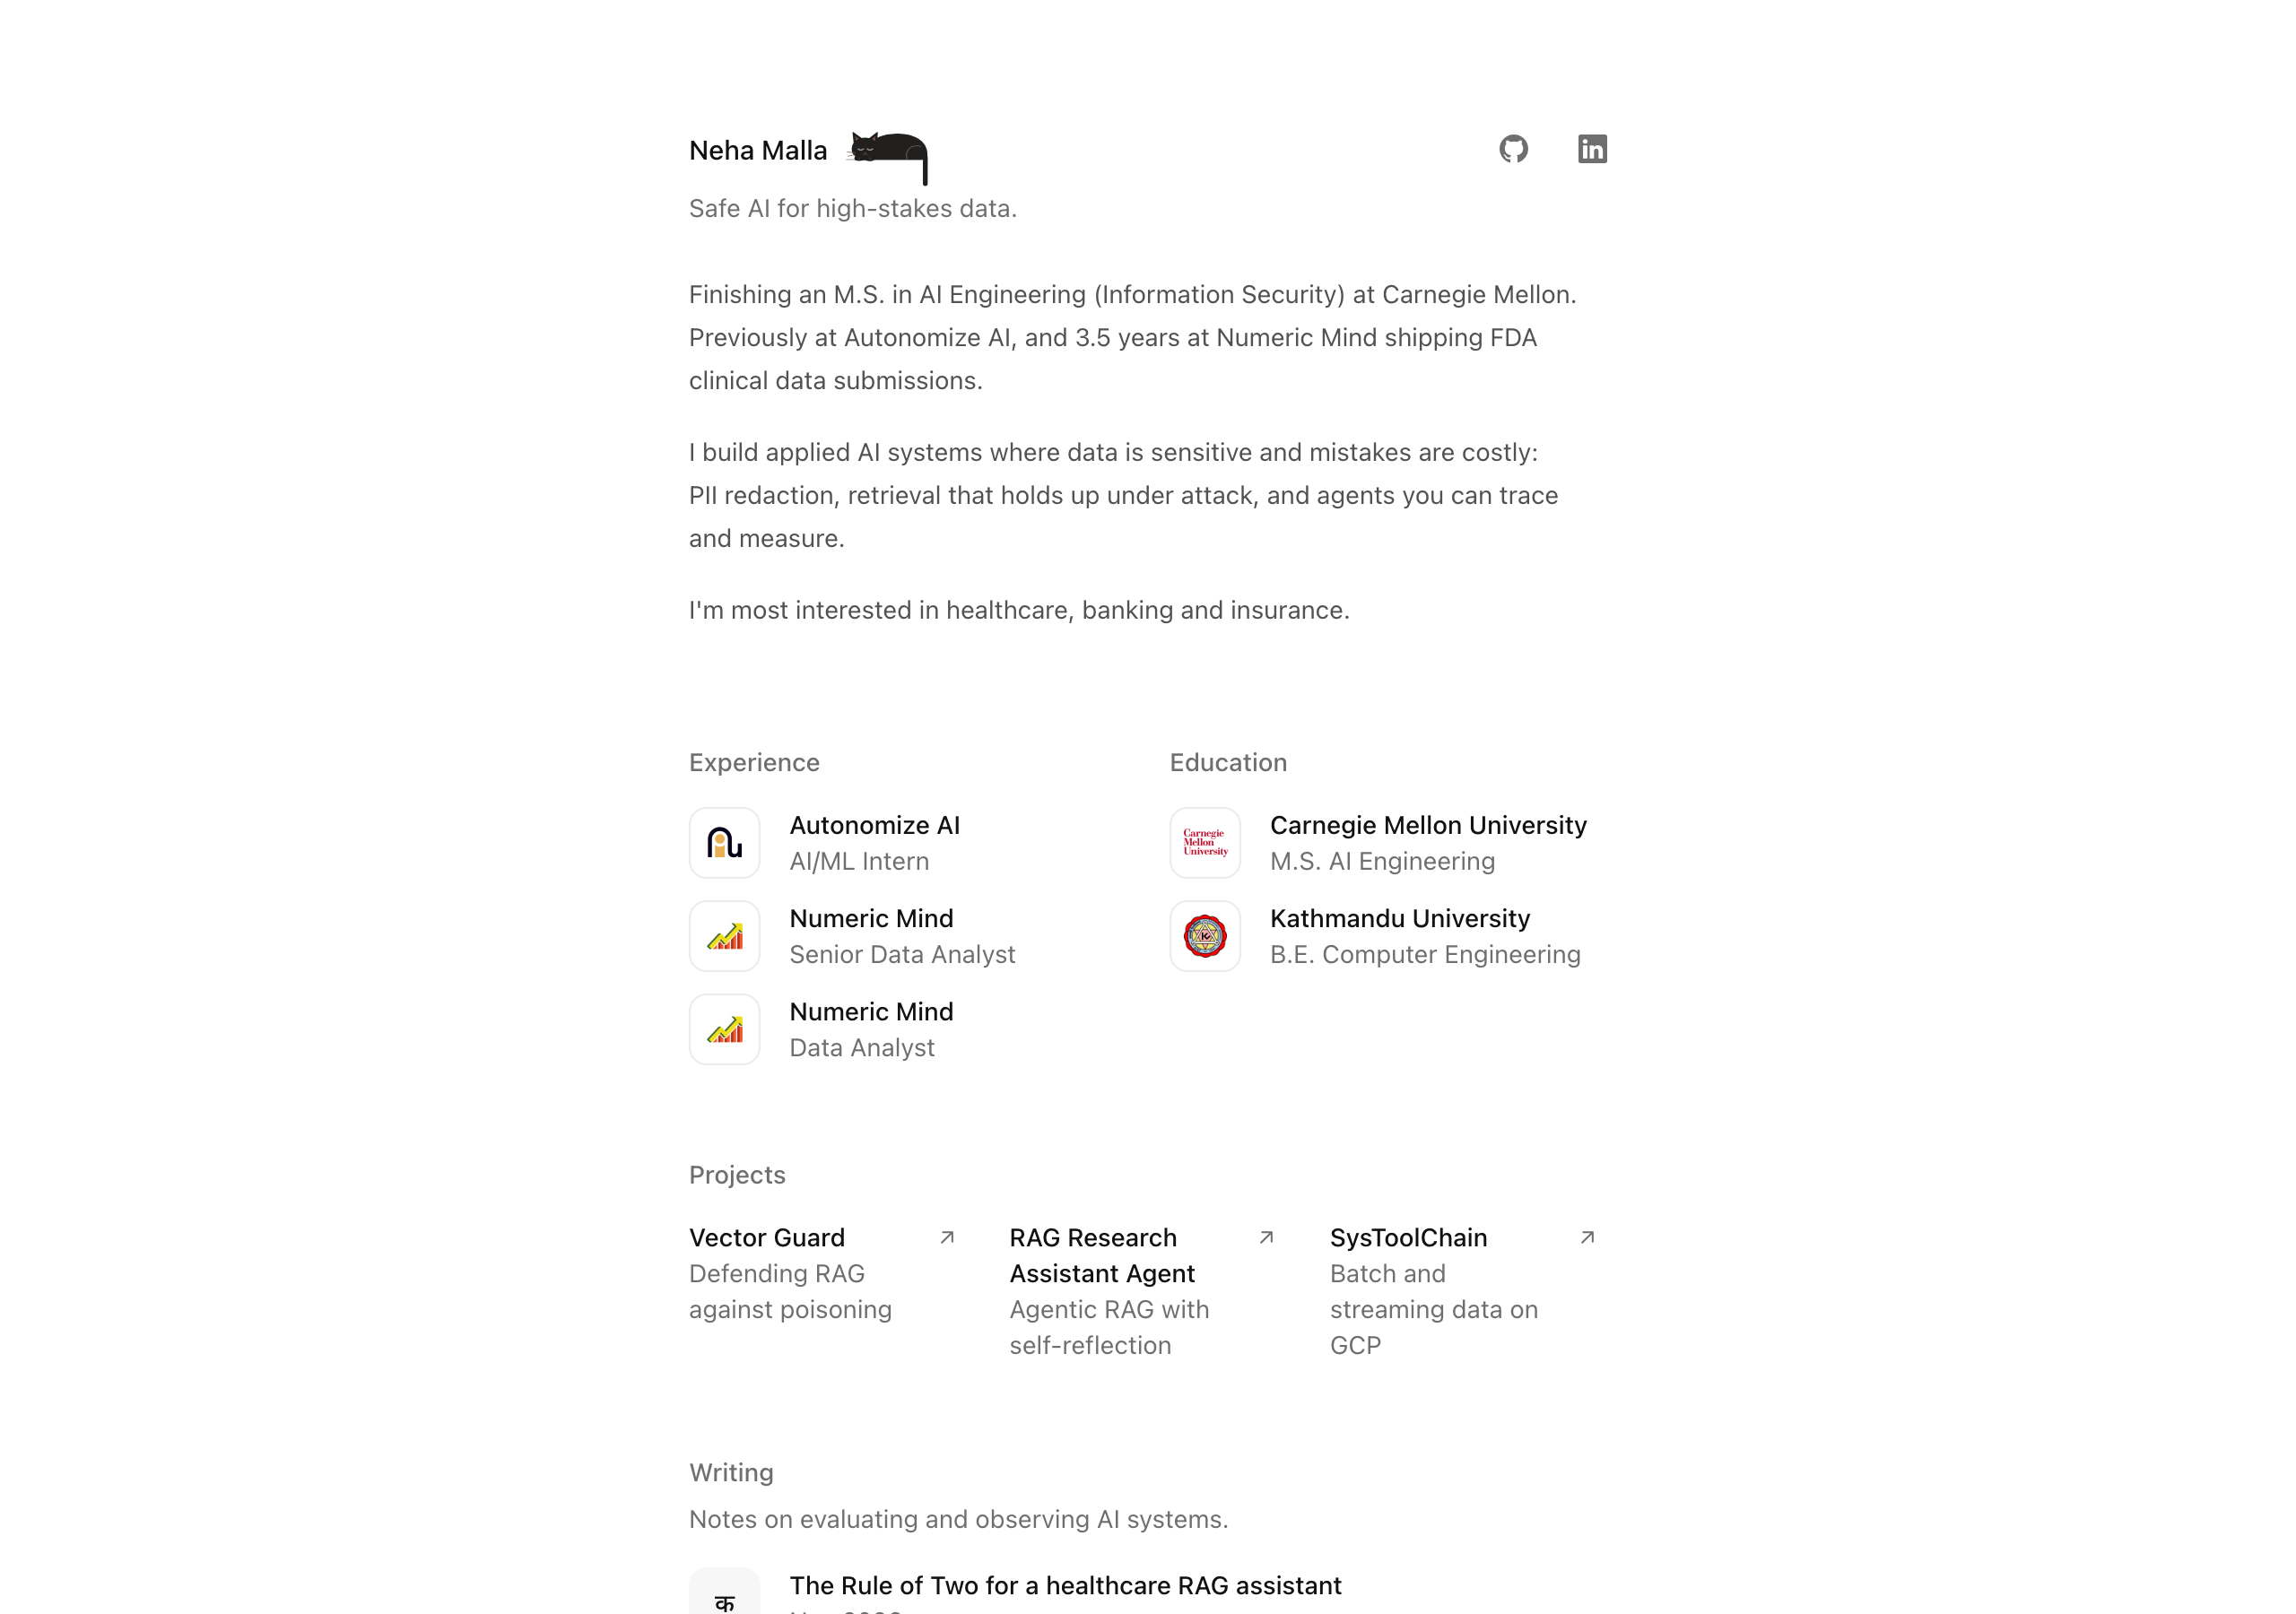 Neha Malla
Safe AI for high-stakes data.
Finishing an M.S. in AI Engineering (Information Security) at Carnegie Mellon.
Previously at Autonomize AI, and 3.5 years at Numeric Mind shipping FDA
clinical data submissions.
I build applied AI systems where data is sensitive and mistakes are costly:
PII redaction, retrieval that holds up under attack, and agents you can trace
and measure.
I'm most interested in healthcare, banking and insurance.
Experience
Autonomize AI
AI/ML Intern
Numeric Mind
Senior Data Analyst
Numeric Mind
Data Analyst
Education
Carnegie
Mellon
University
Carnegie Mellon University
M.S. AI Engineering
Kathmandu University
B.E. Computer Engineering
Projects
Vector Guard
Defending RAG
against poisoning
RAG Research
Assistant Agent
Agentic RAG with
self-reflection
SysToolChain
Batch and
streaming data on
GCP
Writing
Notes on evaluating and observing AI systems.
क
The Rule of Two for a healthcare RAG assistant